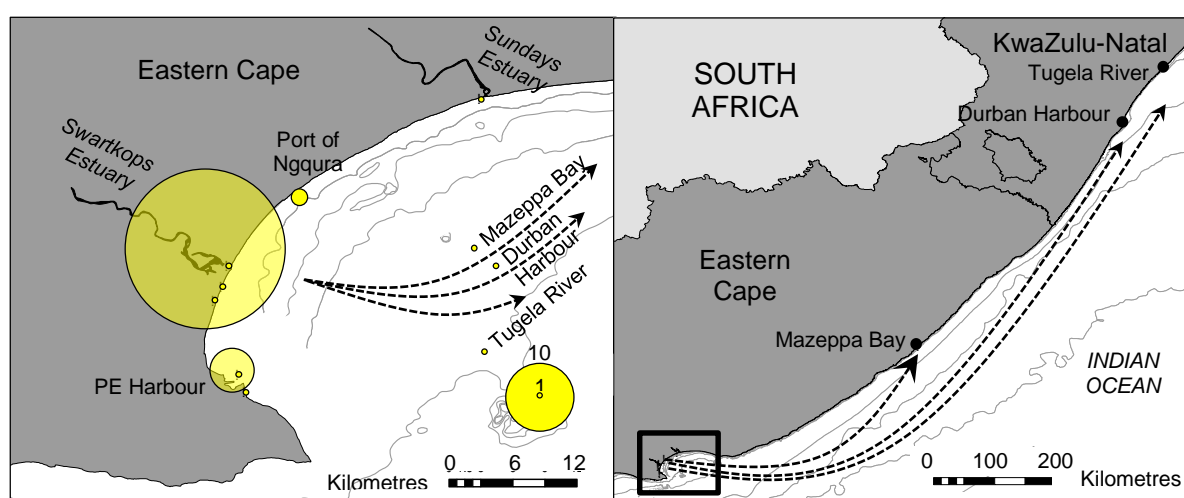 Eastern Cape
Sundays
Estuary
Swartkops
Estuary
Port of
Ngqura
Mazeppa Bay
Durban
Harbour
Tugela River
PE Harbour
10
1
0 6 12
Kilometres
SOUTH
AFRICA
KwaZulu-Natal
Tugela River
Durban Harbour
Eastern
Cape
Mazeppa Bay
INDIAN
OCEAN
0 100 200
Kilometres